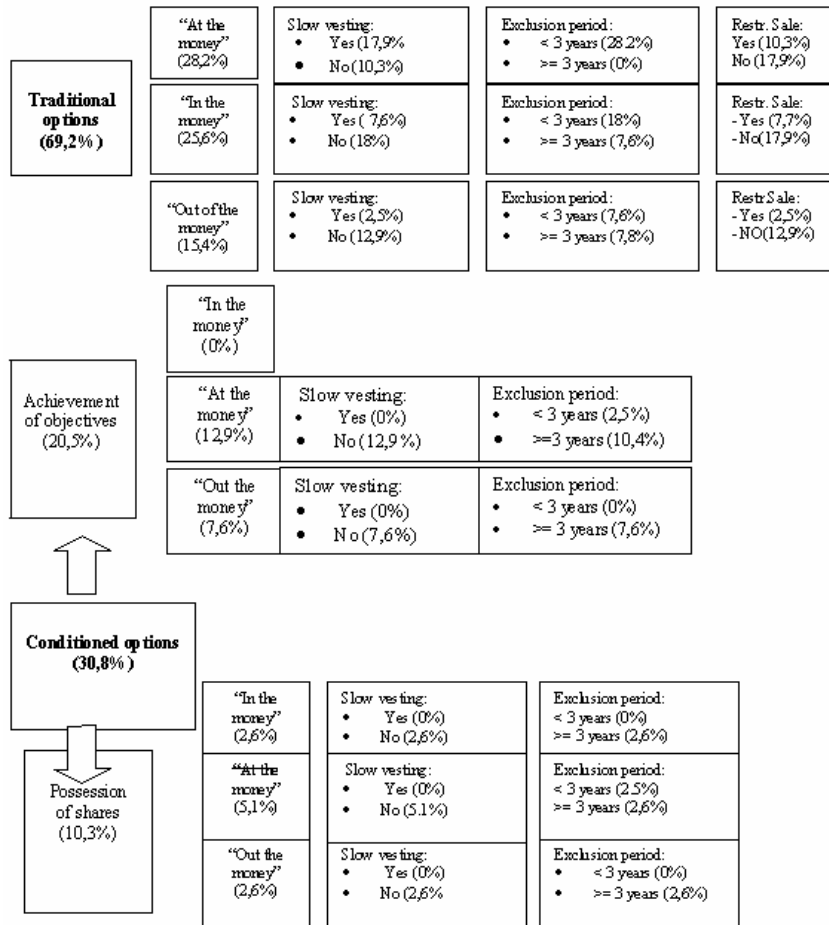 Traditional
options
(69,2%)
“At the
money”
(28,2%)
Slow vesting:
• Yes (17,9%
• No (10,3%)
Exclusion period:
• < 3 years (28.2%)
• >= 3 years (0%)
Restr. Sale:
Yes (10,3%)
No (17,9%)
“In the
money”
(25,6%)
Slow vesting:
• Yes ( 7,6%)
• No (18%)
Exclusion period:
• < 3 years (18%)
• >= 3 years (7,6%)
Restr. Sale:
- Yes (7,7%)
-No(17,9%)
“Out of the
money”
(15,4%)
Slow vesting:
• Yes (2,5%)
• No (12,9%)
Exclusion period:
• < 3 years (7,6%)
• >= 3 years (7,8%)
Restr.Sale:
- Yes (2,5%)
- NO(12,9%)
Achievement
of objectives
(20,5%)
“In the
money”
(0%)
“At the
money”
(12,9%)
Slow vesting:
• Yes (0%)
• No (12,9%)
Exclusion period:
• < 3 years (2,5%)
• >=3 years (10,4%)
“Out the
money”
(7,6%)
Slow vesting:
• Yes (0%)
• No (7,6%)
Exclusion period:
• < 3 years (0%)
• >= 3 years (7,6%)
Conditioned options
(30,8%)
Possession
of shares
(10,3%)
“In the
money”
(2,6%)
Slow vesting:
• Yes (0%)
• No (2,6%)
Exclusion period:
< 3 years (0%)
>= 3 years (2,6%)
“At the
money”
(5,1%)
Slow vesting:
• Yes (0%)
• No (5.1%)
Exclusion period:
< 3 years (2.5%)
>= 3 years (2,6%)
“Out the
money”
(2,6%)
Slow vesting:
• Yes (0%)
• No (2,6%
Exclusion period:
• < 3 years (0%)
• >= 3 years (2,6%)